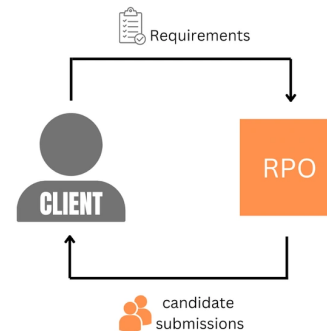 Requirements
CLIENT
RPO
candidate
submissions